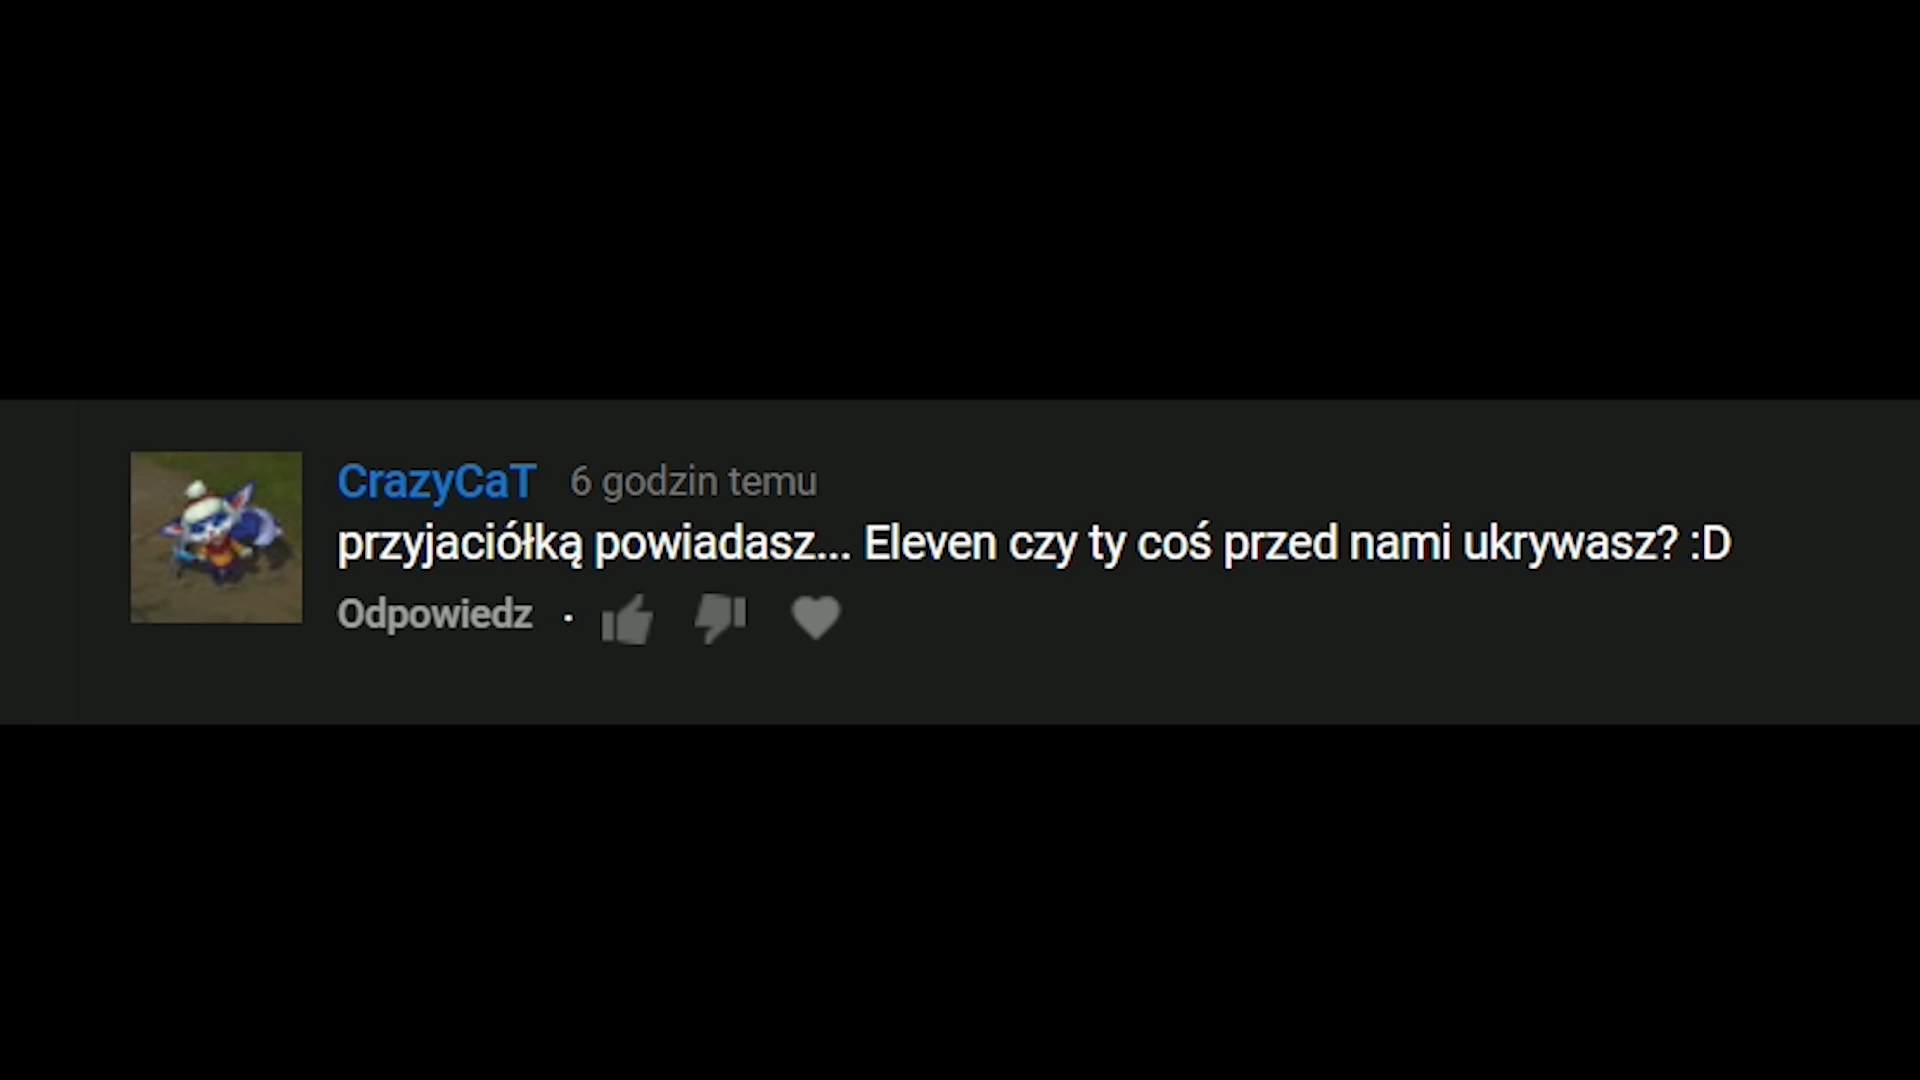 CrazyCaT 6 godzin temu
przyjaciółką powiadasz... Eleven czy ty coś przed nami ukrywasz? :D
Odpowiedz ·